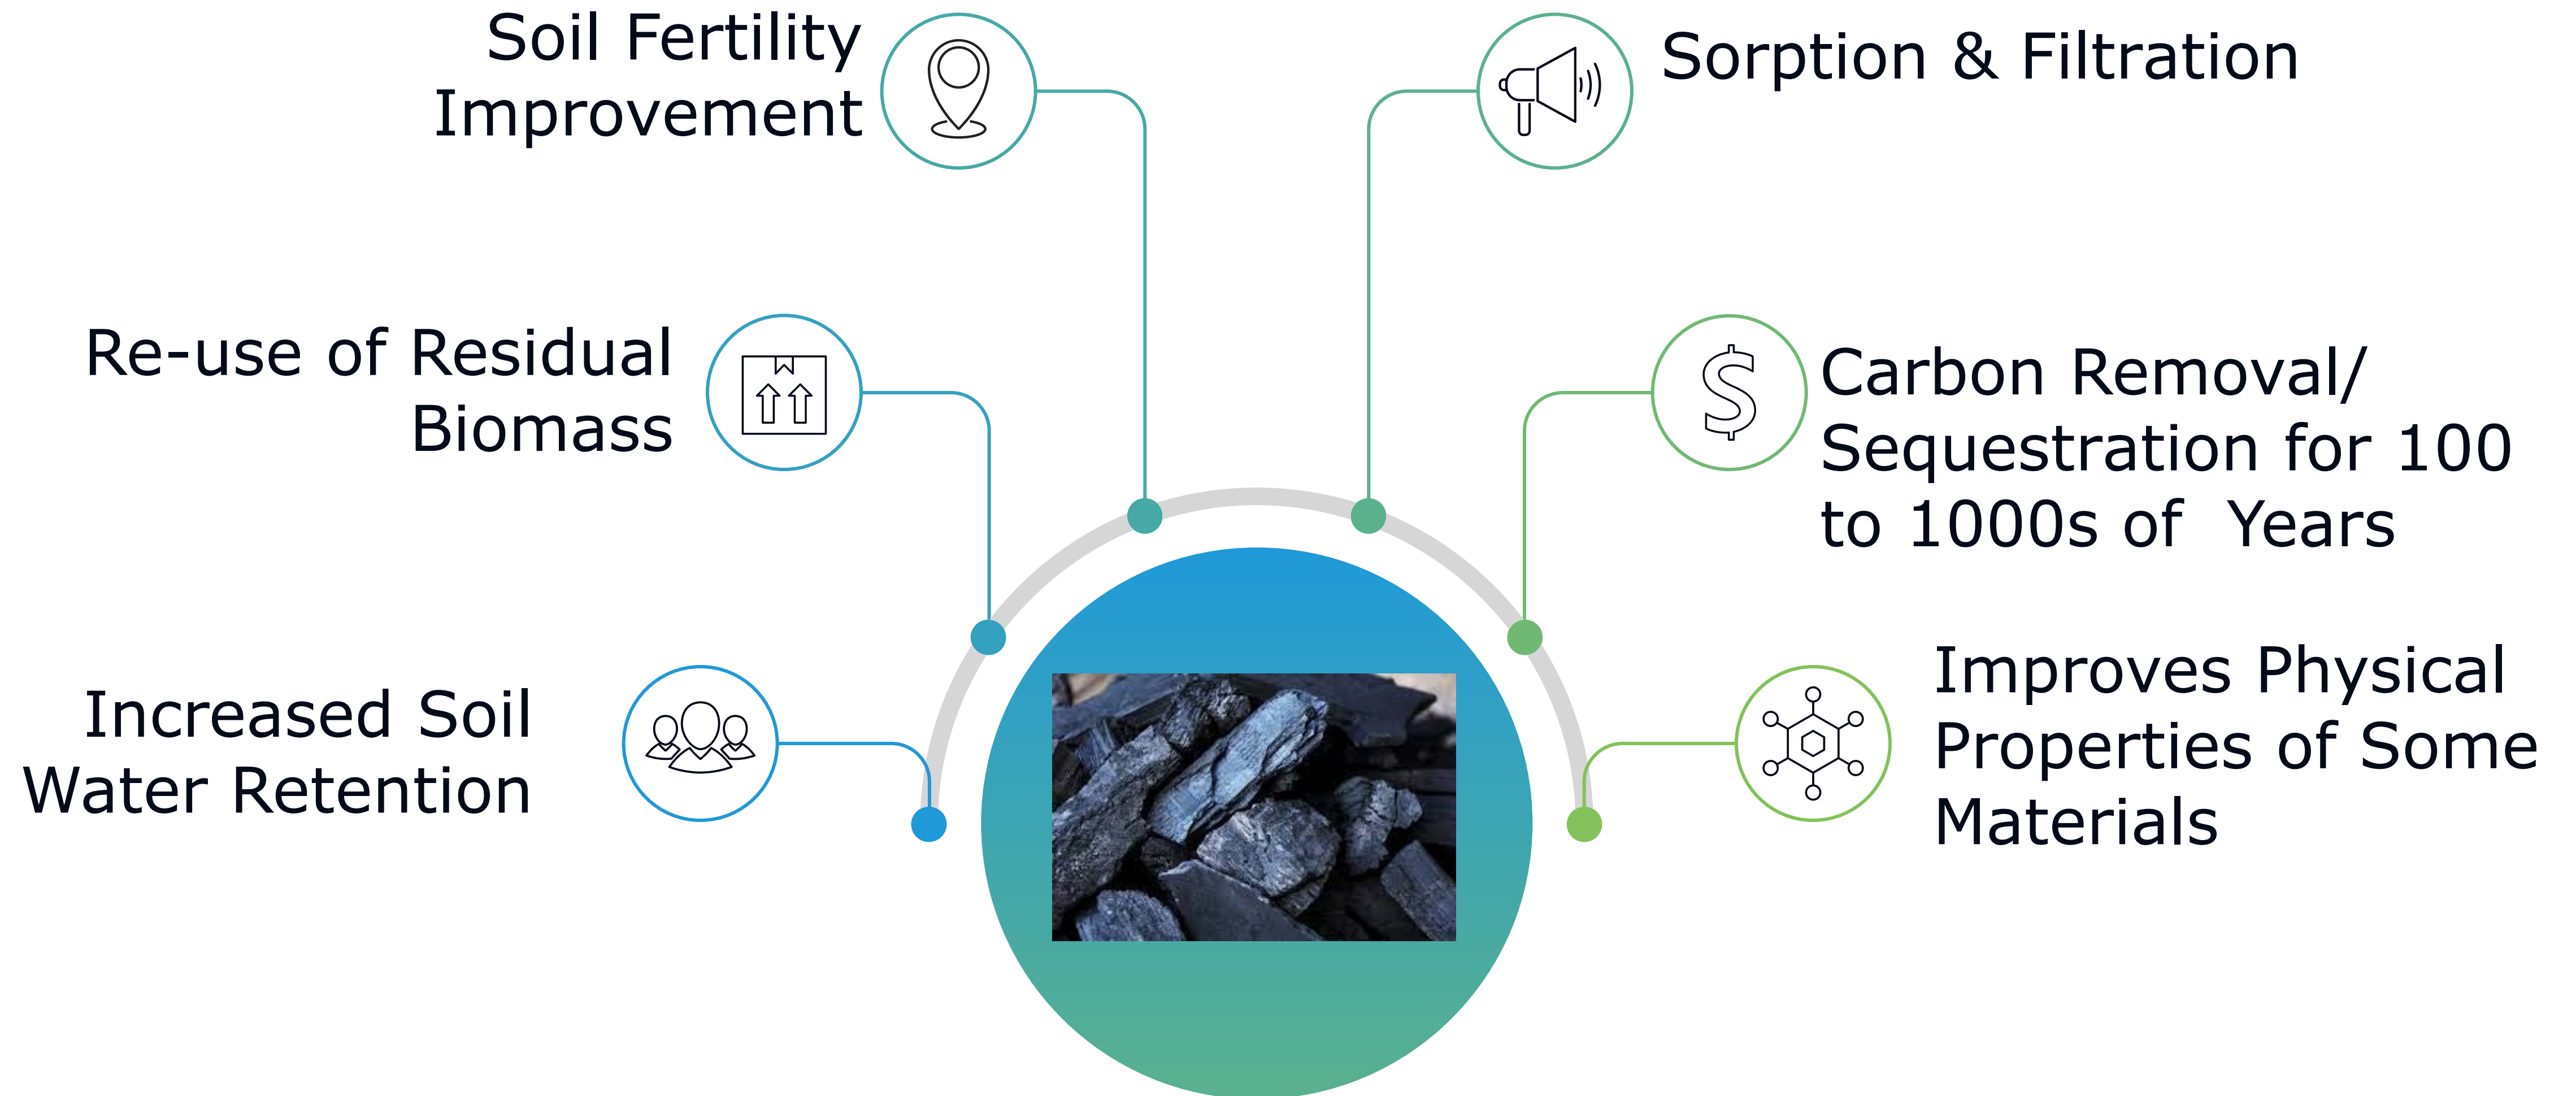 Soil Fertility
Improvement
Sorption & Filtration
Re-use of Residual
Biomass
Carbon Removal/
Sequestration for 100
to 1000s of  Years
Increased Soil
Water Retention
Improves Physical
Properties of Some
Materials